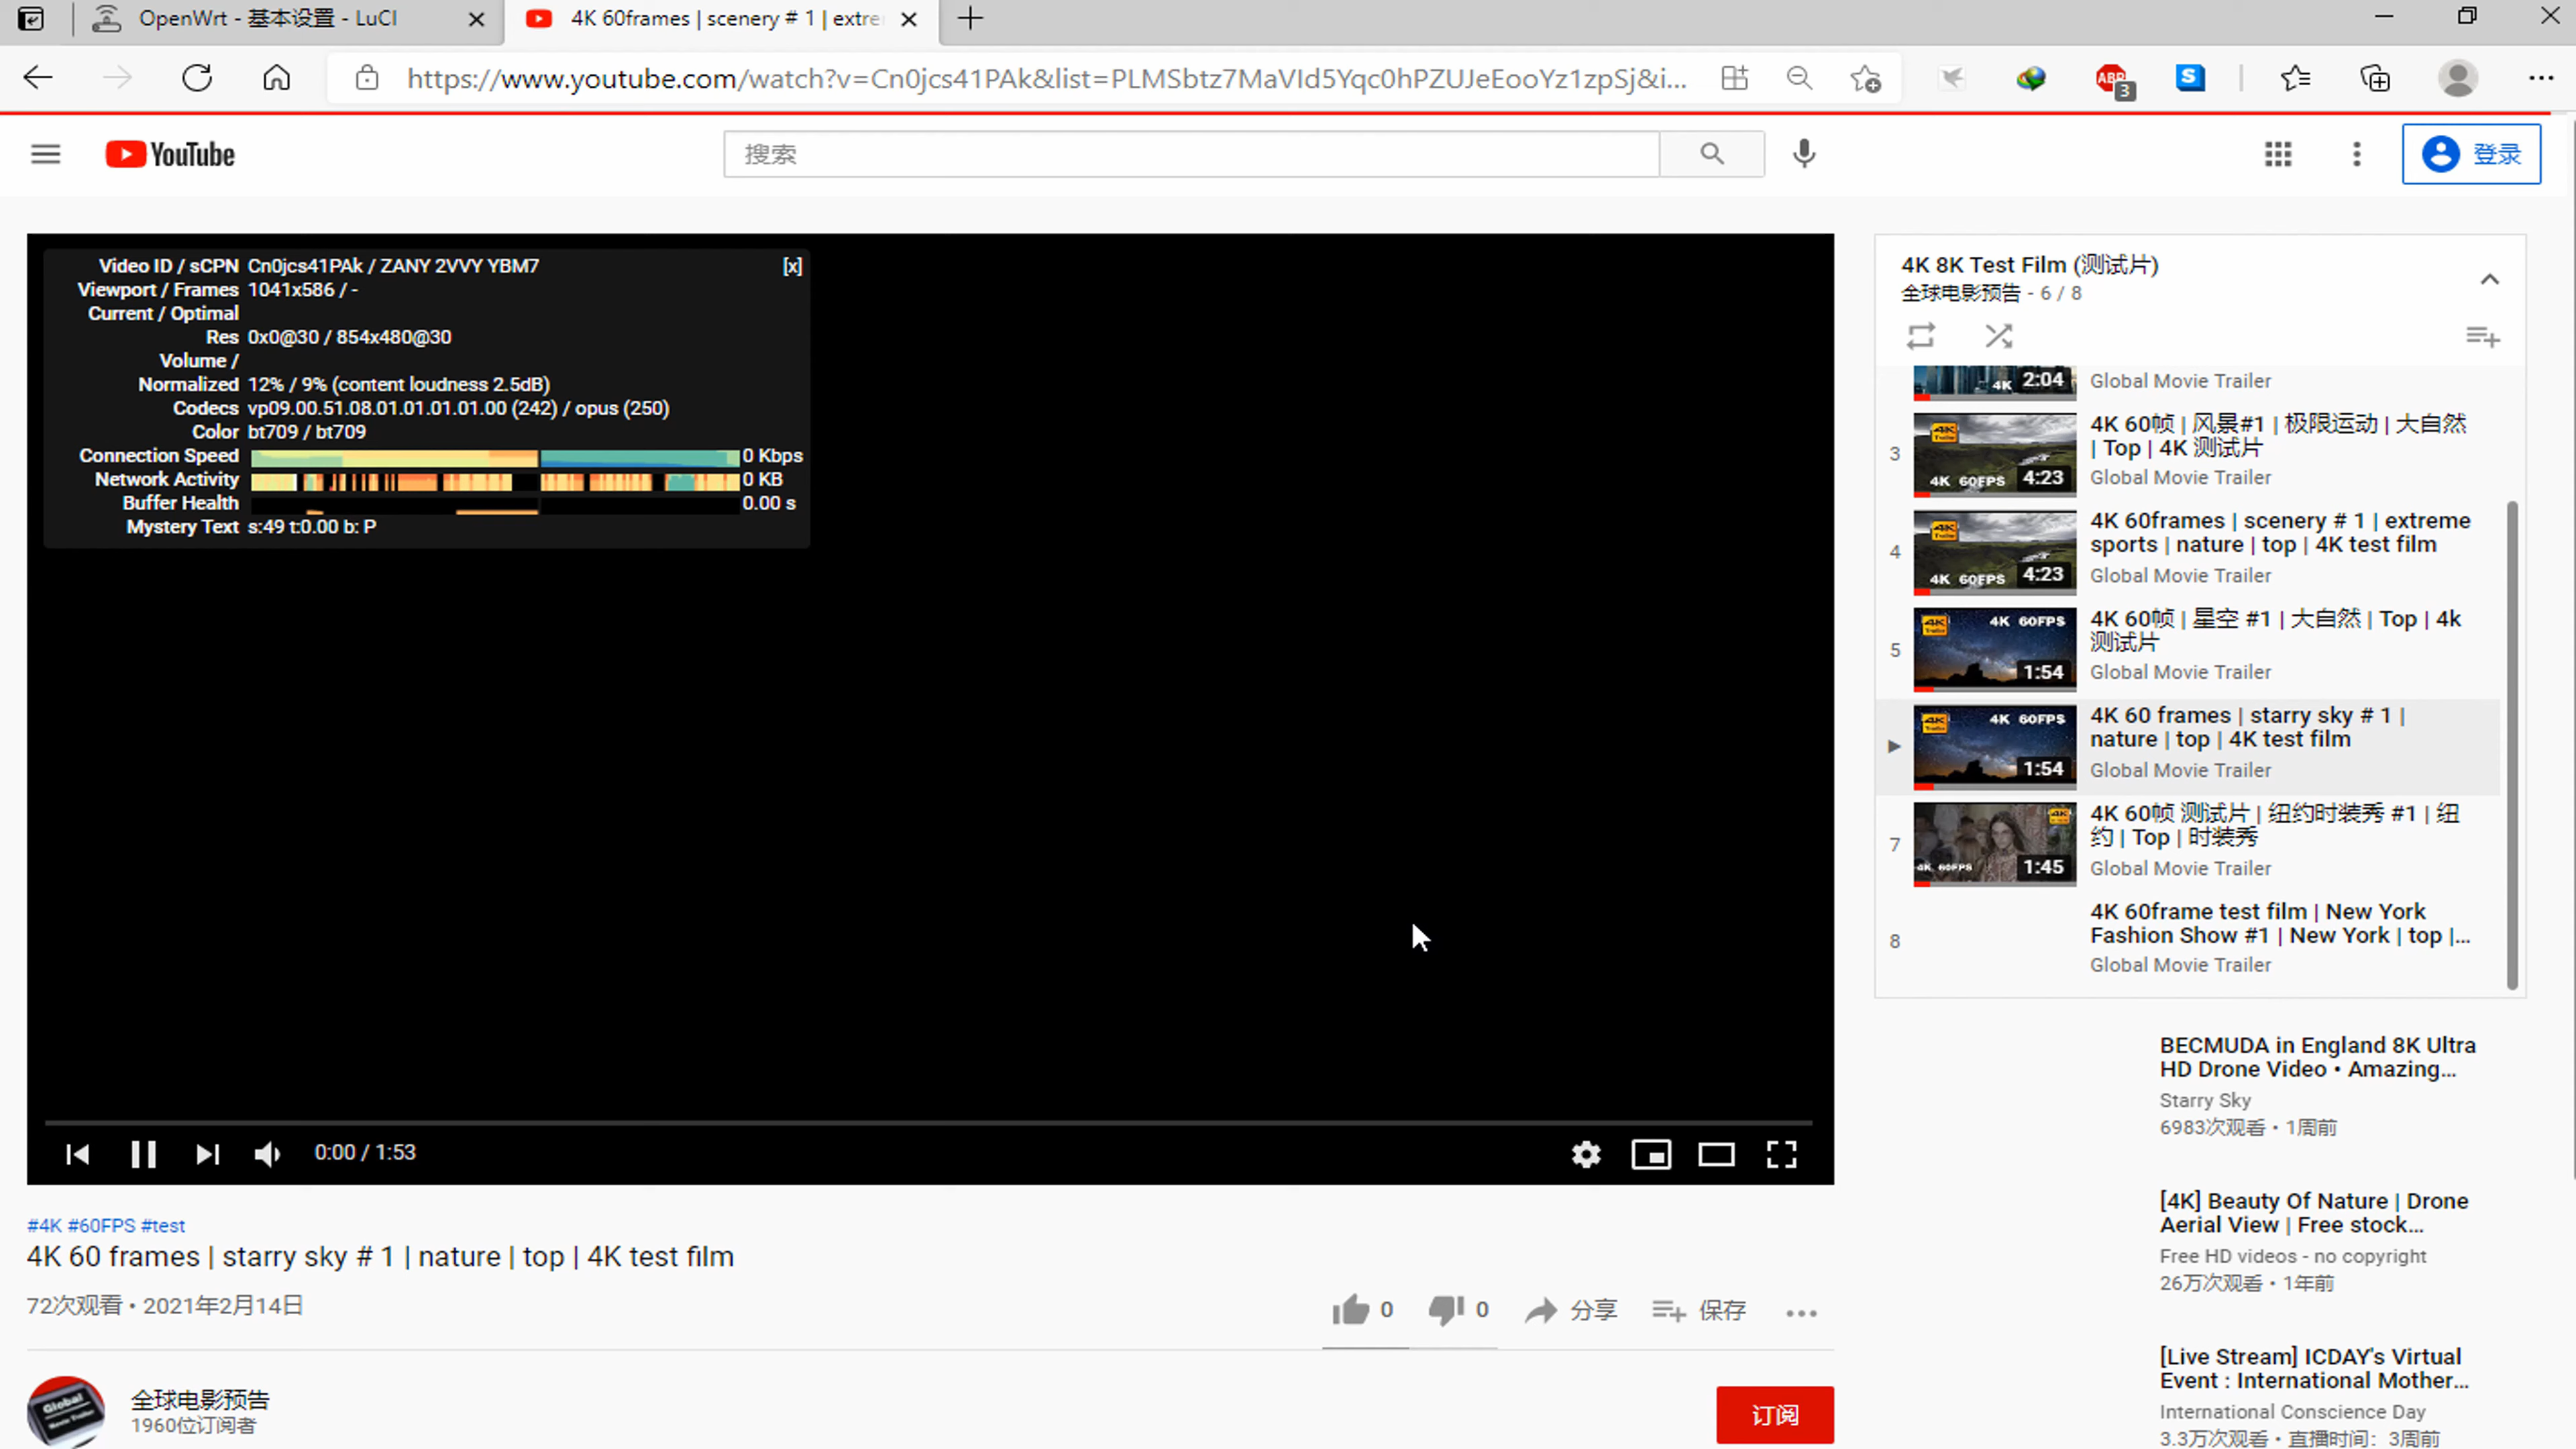 OpenWrt - 基本设置 - LuCI
4K 60frames | scenery # 1 | extre
https://www.youtube.com/watch?v=Cn0jcs41PAk&list=PLMSbtz7MaVId5Yqc0hPZUJeEooYz1zpSj&i...
ABP
3
S
YouTube
搜索
登录
Video ID / sCPN Cn0jcs41PAk / ZANY 2VVY YBM7
[x]
Viewport / Frames 1041x586 / -
Current / Optimal
Res 0x0@30 / 854x480@30
Volume /
Normalized 12% / 9% (content loudness 2.5dB)
Codecs vp09.00.51.08.01.01.01.01.00 (242) / opus (250)
Color bt709 / bt709
Connection Speed 0 Kbps
Network Activity 0 KB
Buffer Health 0.00 s
Mystery Text s:49 t:0.00 b: P
0:00 / 1:53
#4K #60FPS #test
4K 60 frames | starry sky # 1 | nature | top | 4K test film
72次观看 • 2021年2月14日
0
0
分享
保存
全球电影预告
1960位订阅者
订阅
4K 8K Test Film (测试片)
全球电影预告 - 6 / 8
4K 2:04
Global Movie Trailer
3
4K 60FPS 4:23
4K 60帧 | 风景#1 | 极限运动 | 大自然
| Top | 4K 测试片
Global Movie Trailer
4
4K 60FPS 4:23
4K 60frames | scenery # 1 | extreme
sports | nature | top | 4K test film
Global Movie Trailer
5
4K 60FPS
1:54
4K 60帧 | 星空 #1 | 大自然 | Top | 4k
测试片
Global Movie Trailer
4K 60FPS
1:54
4K 60 frames | starry sky # 1 |
nature | top | 4K test film
Global Movie Trailer
7
4K 60FPS 1:45
4K 60帧 测试片 | 纽约时装秀 #1 | 纽
约 | Top | 时装秀
Global Movie Trailer
8
4K 60frame test film | New York
Fashion Show #1 | New York | top |...
Global Movie Trailer
BECMUDA in England 8K Ultra
HD Drone Video • Amazing...
Starry Sky
6983次观看 • 1周前
[4K] Beauty Of Nature | Drone
Aerial View | Free stock...
Free HD videos - no copyright
26万次观看 • 1年前
[Live Stream] ICDAY's Virtual
Event : International Mother...
International Conscience Day
3.3万次观看 • 直播时间：3周前